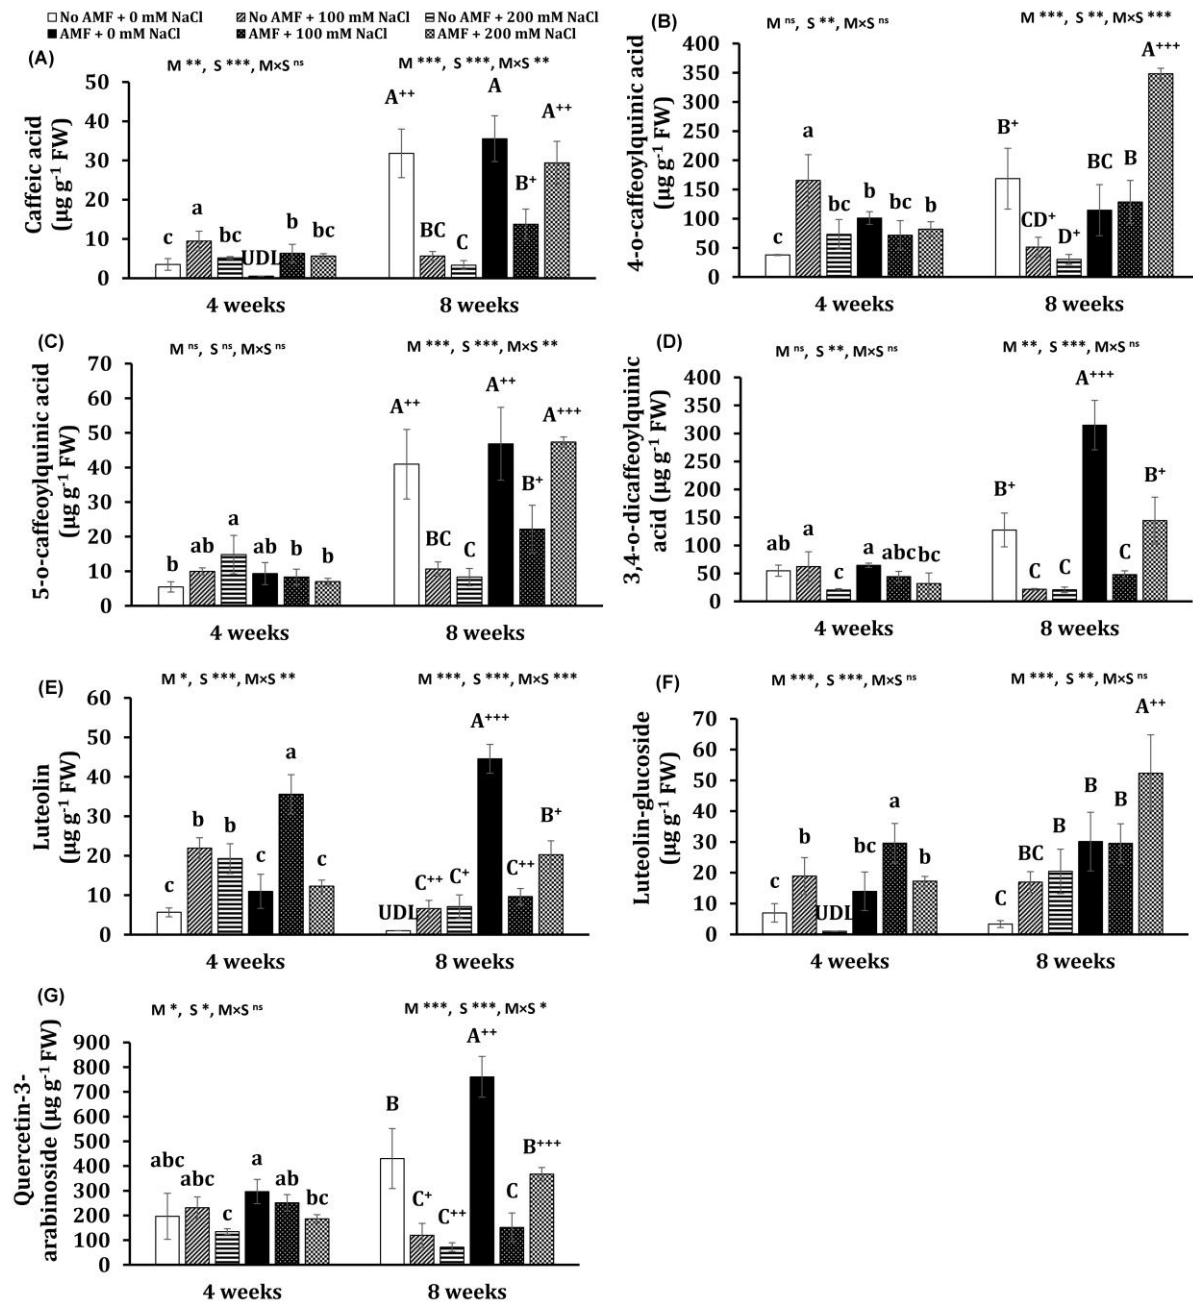 No AMF + 0 mM NaCl No AMF + 100 mM NaCl No AMF + 200 mM NaCl
AMF + 0 mM NaCl AMF + 100 mM NaCl AMF + 200 mM NaCl
(A)
M **, S ***, M×S ns
M ***, S ***, M×S **
Caffeic acid
(µg g-1 FW)
50
40
30
20
10
0
c a bc UDL b bc
A++ BC C A B+ A++
4 weeks 8 weeks
(B)
M ns, S **, M×S ns
M ***, S **, M×S ***
4-o-caffeoylquinic acid
(µg g-1 FW)
400
350
300
250
200
150
100
50
0
c a bc b bc b
B+ CD+ D+ BC B A+++
4 weeks 8 weeks
(C)
M ns, S ns, M×S ns
M ***, S ***, M×S **
5-o-caffeoylquinic acid
(µg g-1 FW)
70
60
50
40
30
20
10
0
b ab a ab b b
A++ BC C A++ B+ A+++
4 weeks 8 weeks
(D)
M ns, S **, M×S ns
M **, S ***, M×S ns
3,4-o-dicaffeoylquinic
acid (µg g-1 FW)
400
350
300
250
200
150
100
50
0
ab a c a abc bc
B+ C C A+++ C B+
4 weeks 8 weeks
(E)
M *, S ***, M×S **
M ***, S ***, M×S ***
Luteolin
(µg g-1 FW)
60
50
40
30
20
10
0
c b b c a c
UDL C++ C+ A+++ C++ B+
4 weeks 8 weeks
(F)
M ***, S ***, M×S ns
M ***, S **, M×S ns
Luteolin-glucoside
(µg g-1 FW)
70
60
50
40
30
20
10
0
c b UDL bc a b
C BC B B B A++
4 weeks 8 weeks
(G)
M *, S *, M×S ns
M ***, S ***, M×S *
Quercetin-3-
arabinoside (µg g-1 FW)
900
800
700
600
500
400
300
200
100
0
abc abc c a ab bc
B C+ C++ A++ C B+++
4 weeks 8 weeks